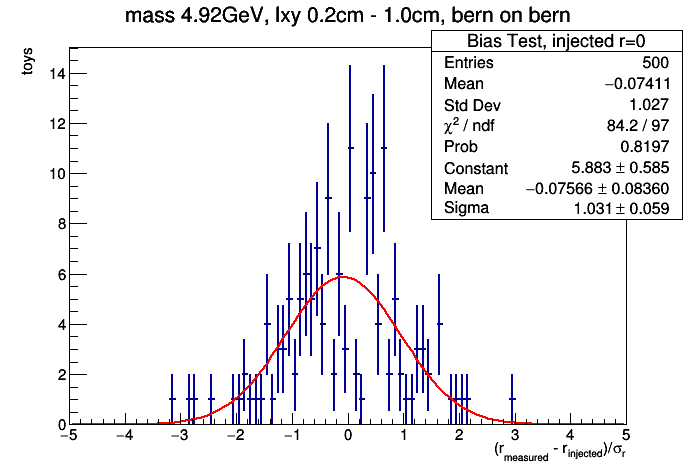 mass 4.92GeV, lxy 0.2cm - 1.0cm, bern on bern
toys
Bias Test, injected r=0
Entries 500
Mean −0.07411
Std Dev 1.027
χ² / ndf 84.2 / 97
Prob 0.8197
Constant 5.883 ± 0.585
Mean −0.07566 ± 0.08360
Sigma 1.031 ± 0.059
14
12
10
8
6
4
2
0
−5 −4 −3 −2 −1 0 1 2 3 4 5
(r_measured - r_injected)/σ_r